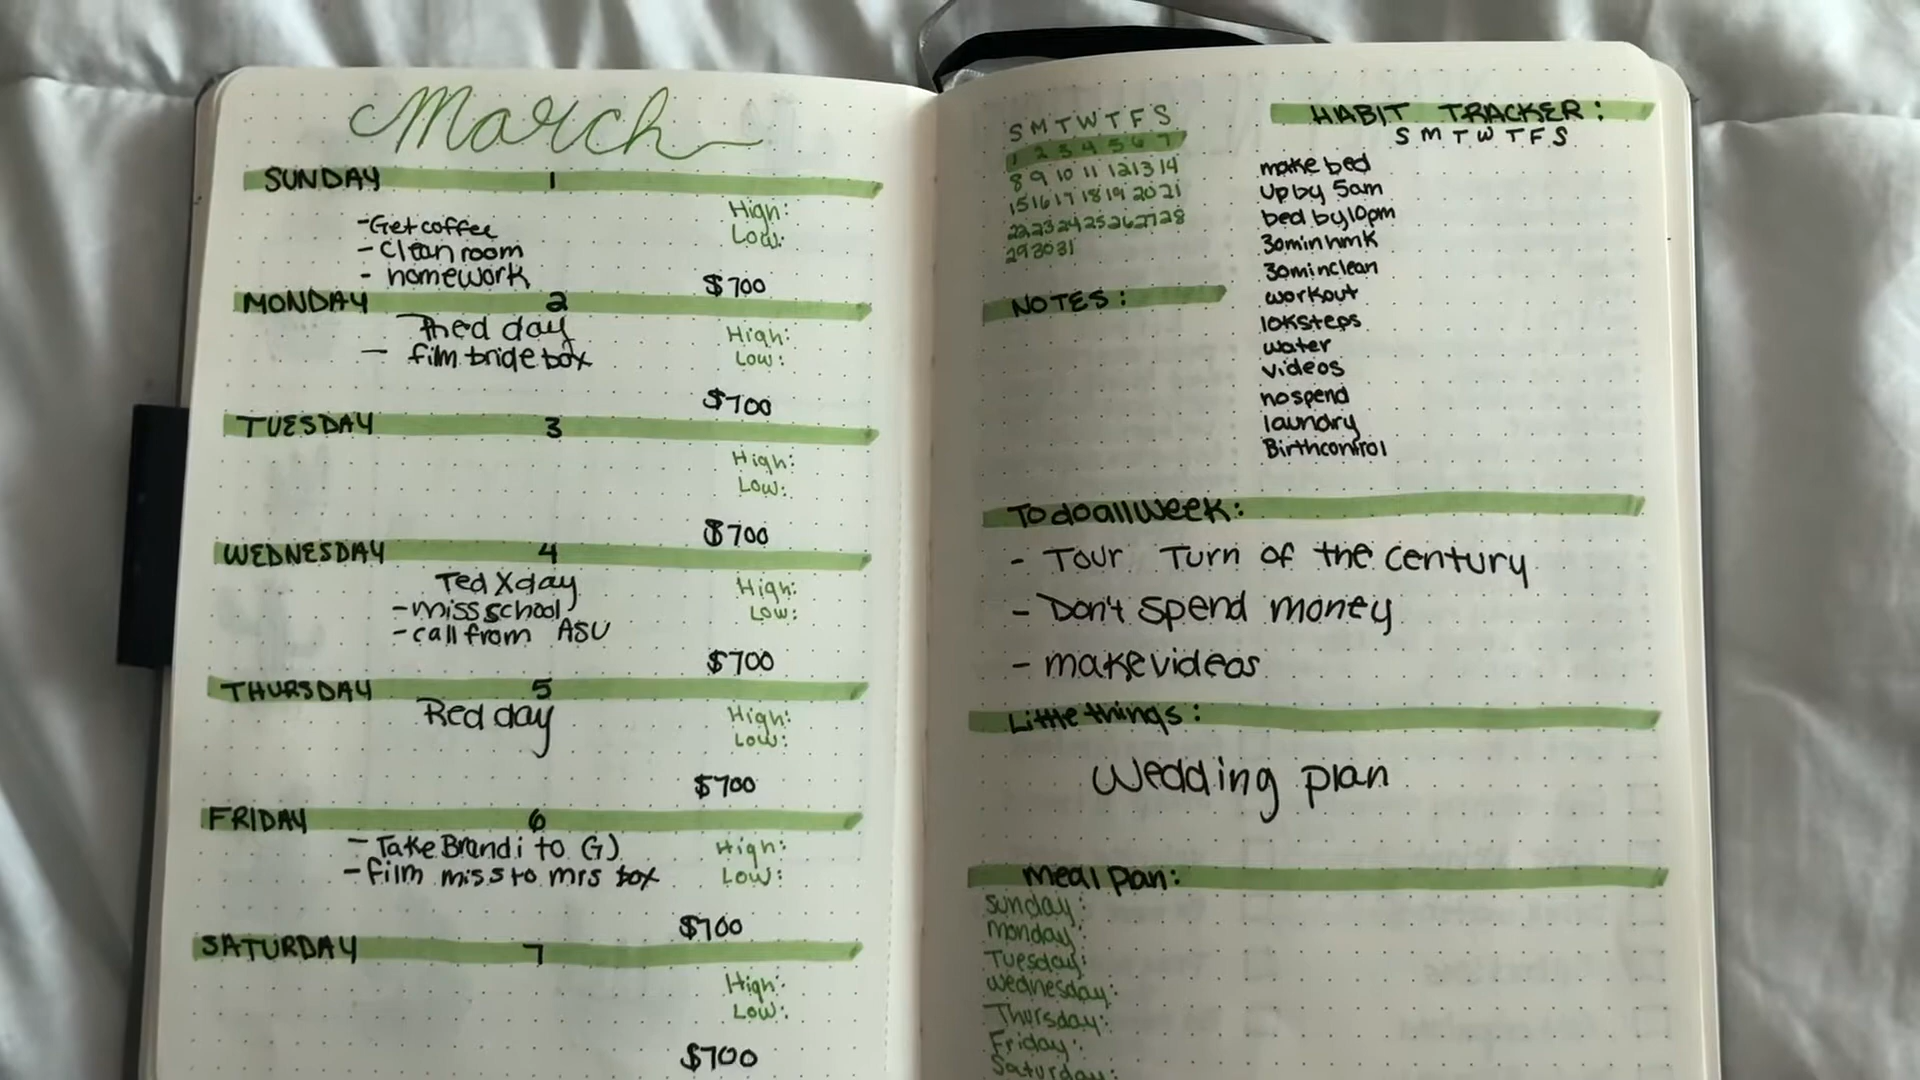 March
SUNDAY 1
-Get coffee
High:
- Clean room
Low:
- homework
$700
MONDAY 2
Red day
High:
- film bride box
Low:
$700
TUESDAY 3
High:
Low:
$700
WEDNESDAY 4
Ted X day
High:
-miss school
Low:
-call from ASU
$700
THURSDAY 5
Red day
High:
Low:
$700
FRIDAY 6
- Take Brandi to GJ
High:
- film miss to mrs box
Low:
$700
SATURDAY 7
High:
Low:
$700
S M T W T F S
1 2 3 4 5 6 7
8 9 10 11 12 13 14
15 16 17 18 19 20 21
22 23 24 25 26 27 28
29 30 31
NOTES:
HABIT TRACKER:
S M T W T F S
make bed
up by 5am
bed by 10pm
30min hmk
30min clean
workout
10k steps
water
videos
no spend
laundry
Birthcontrol
To do all week:
- Tour Turn of the century
- Don't spend money
- make videos
Little things:
Wedding plan
Meal plan:
Sunday:
Monday:
Tuesday:
Wednesday:
Thursday:
Friday:
Saturday: